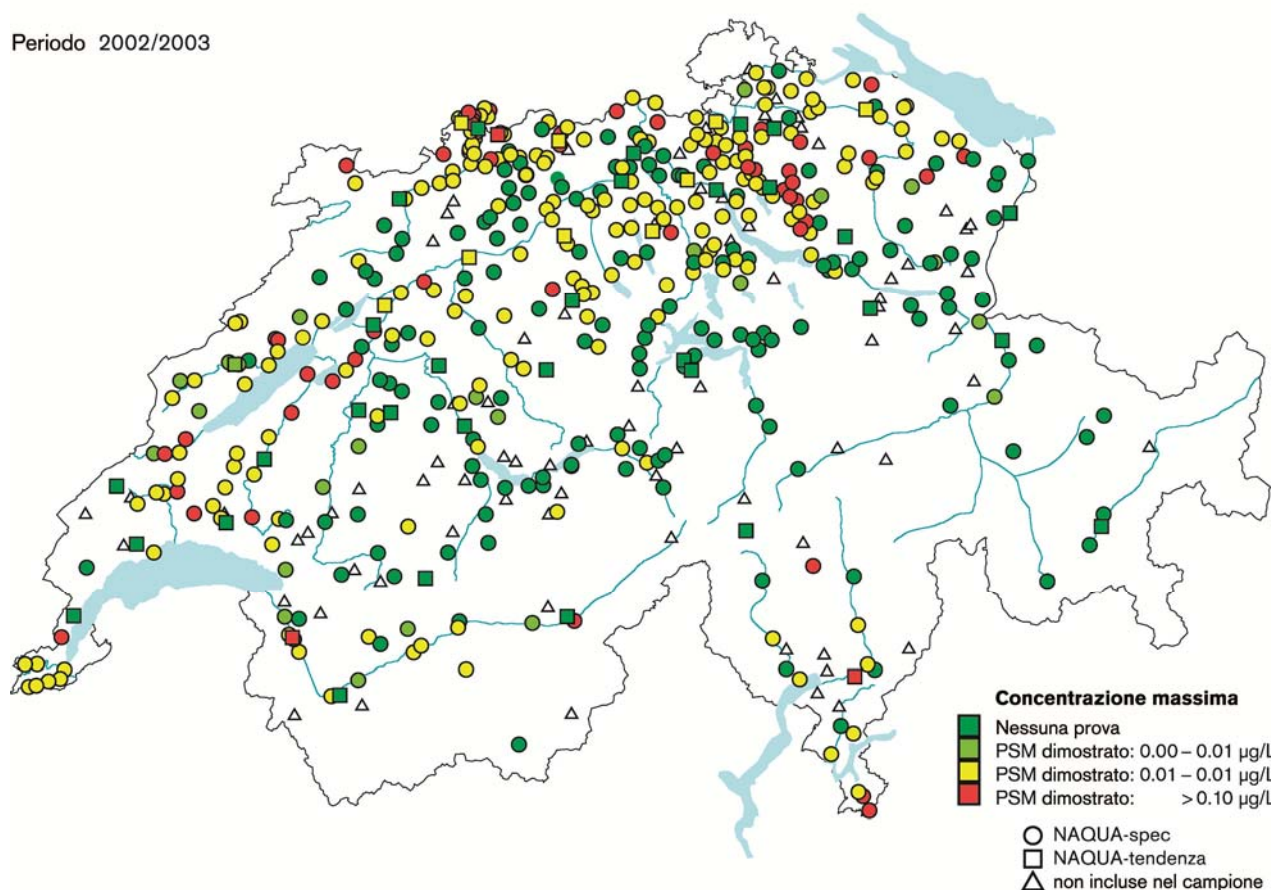 Periodo 2002/2003
Concentrazione massima
Nessuna prova
PSM dimostrato: 0.00 – 0.01 µg/L
PSM dimostrato: 0.01 – 0.01 µg/L
PSM dimostrato: > 0.10 µg/L
NAQUA-spec
NAQUA-tendenza
non incluse nel campione